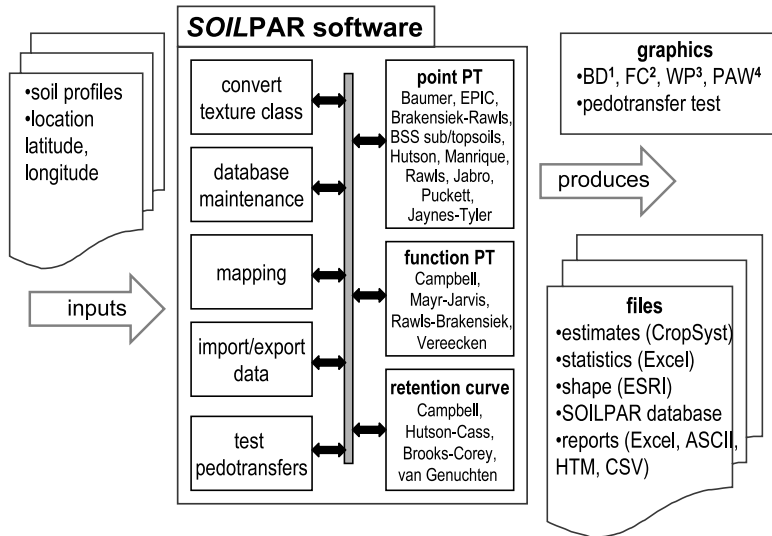 SOILPAR software
•soil profiles
•location
latitude,
longitude
inputs
convert
texture class
database
maintenance
mapping
import/export
data
test
pedotransfers
point PT
Baumer, EPIC,
Brakensiek-Rawls,
BSS sub/topsoils,
Hutson, Manrique,
Rawls, Jabro,
Puckett,
Jaynes-Tyler
function PT
Campbell,
Mayr-Jarvis,
Rawls-Brakensiek,
Vereecken
retention curve
Campbell,
Hutson-Cass,
Brooks-Corey,
van Genuchten
graphics
•BD¹, FC², WP³, PAW⁴
•pedotransfer test
produces
files
•estimates (CropSyst)
•statistics (Excel)
•shape (ESRI)
•SOILPAR database
•reports (Excel, ASCII,
HTM, CSV)